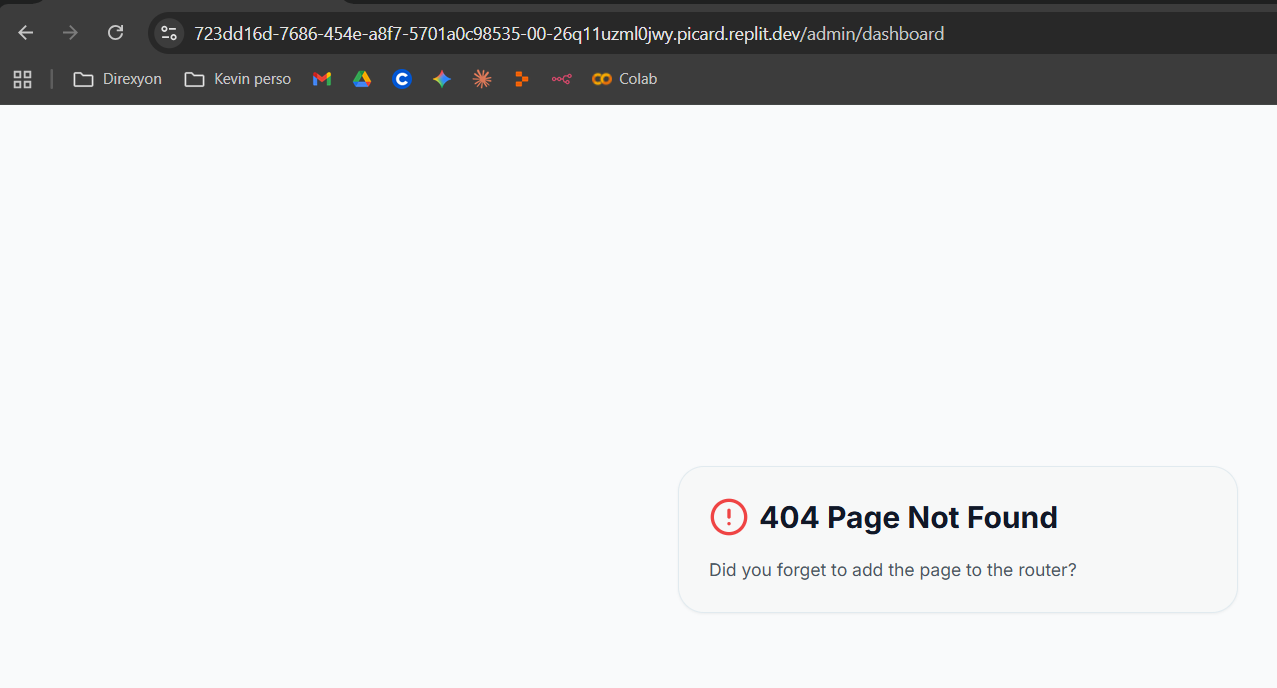 723dd16d-7686-454e-a8f7-5701a0c98535-00-26q11uzml0jwy.picard.replit.dev/admin/dashboard
Direxyon Kevin perso Colab
404 Page Not Found
Did you forget to add the page to the router?